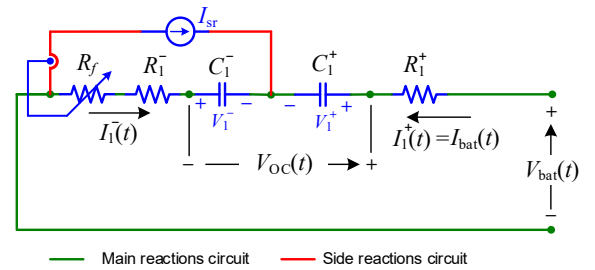 I_sr
R_f R_1^- C_1^- C_1^+ R_1^+
+ − − + +
V_1^- V_1^+
I_1^-(t) I_1^+(t) = I_bat(t)
− V_OC(t) + V_bat(t)
−
Main reactions circuit Side reactions circuit